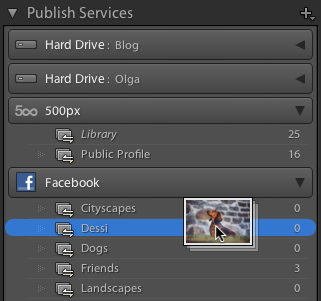 Publish Services
Hard Drive: Blog
Hard Drive: Olga
500 500px
Library 25
Public Profile 16
f Facebook
Cityscapes 0
Dessi 0
Dogs 0
Friends 3
Landscapes 0